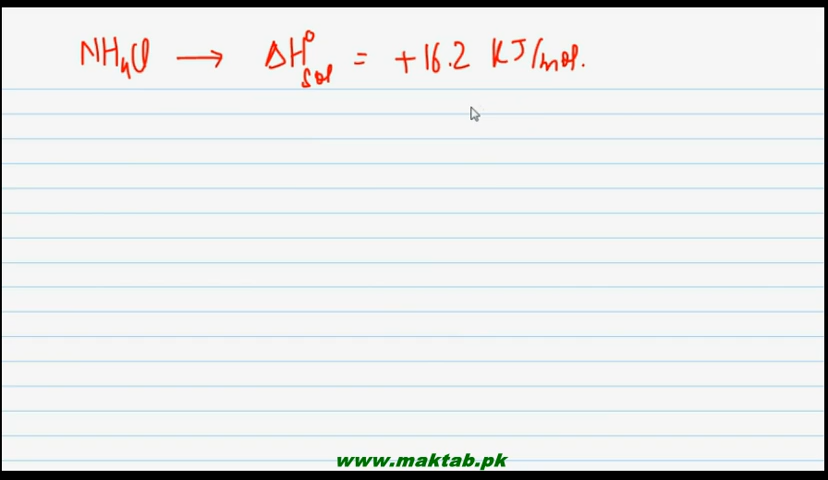 NH₄Cl ⟶ ΔH°sol = +16.2 KJ/mol.
www.maktab.pk